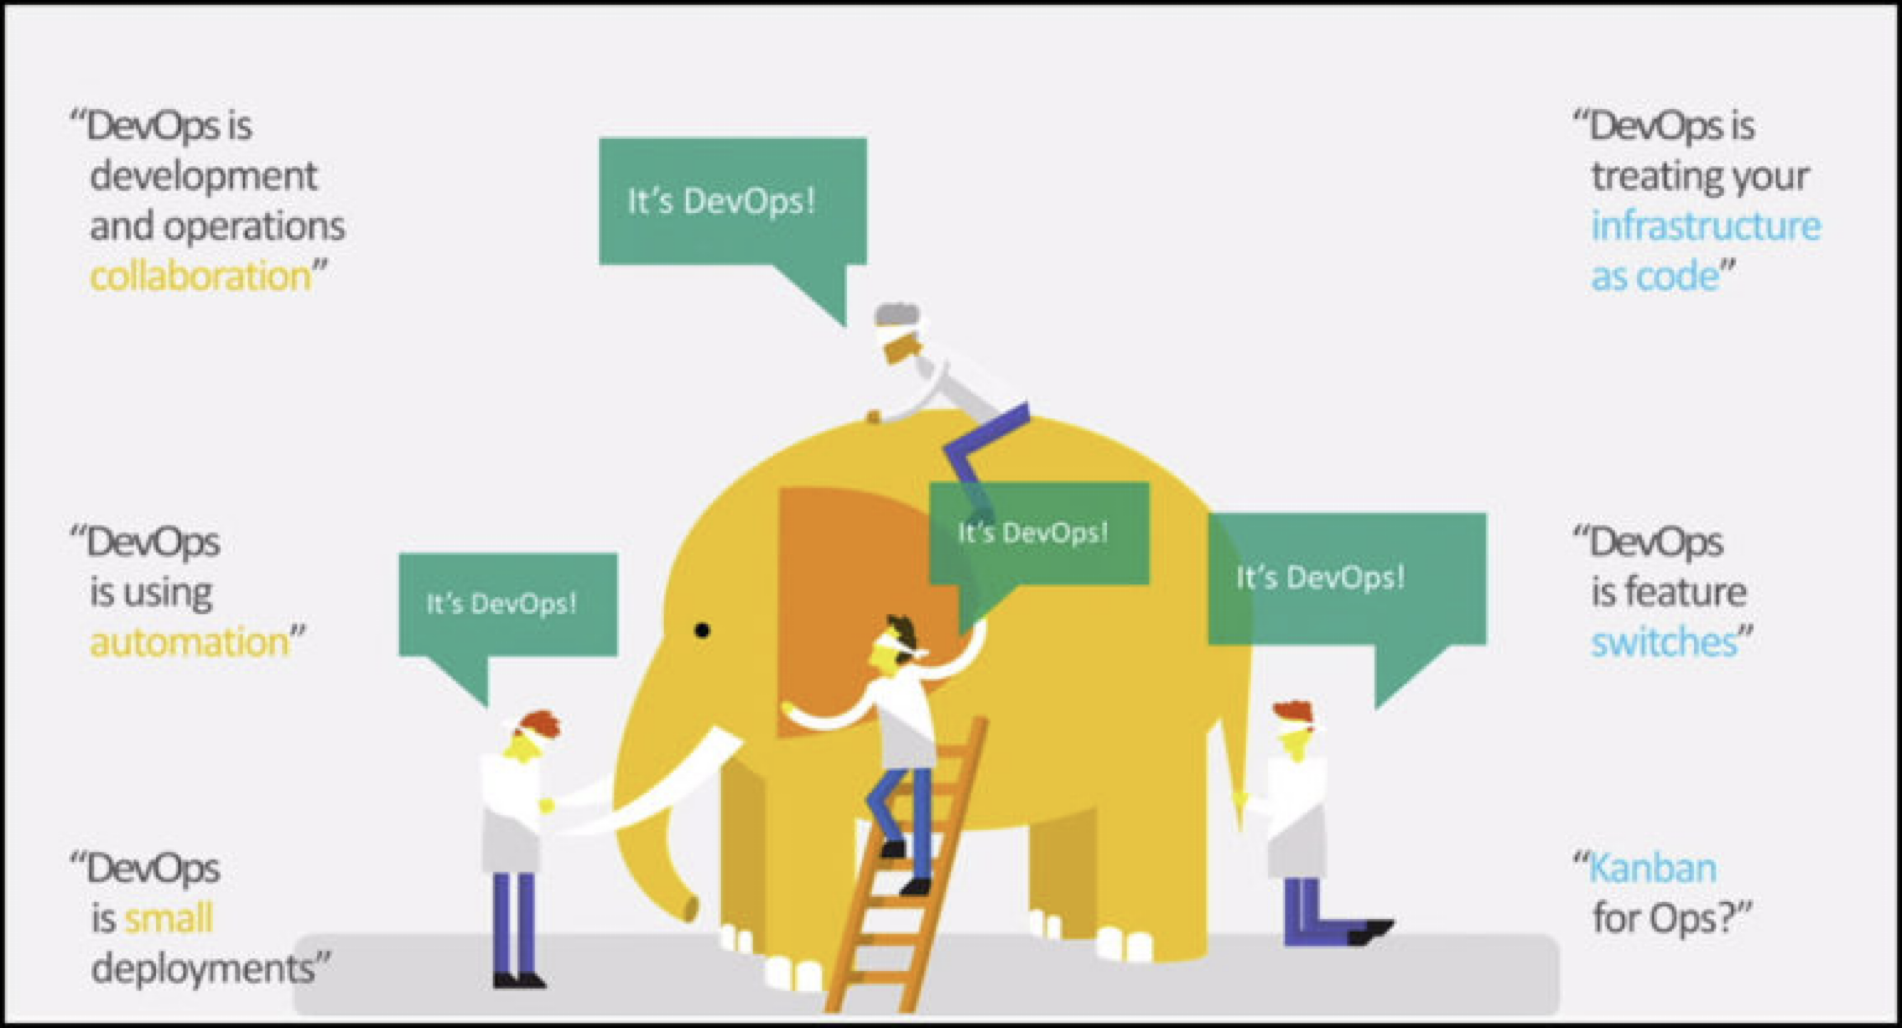 “DevOps is
development
and operations
collaboration”
“DevOps is
treating your
infrastructure
as code”
It’s DevOps!
“DevOps
is using
automation”
It’s DevOps!
It’s DevOps!
It’s DevOps!
“DevOps
is feature
switches”
“DevOps
is small
deployments”
“Kanban
for Ops?”